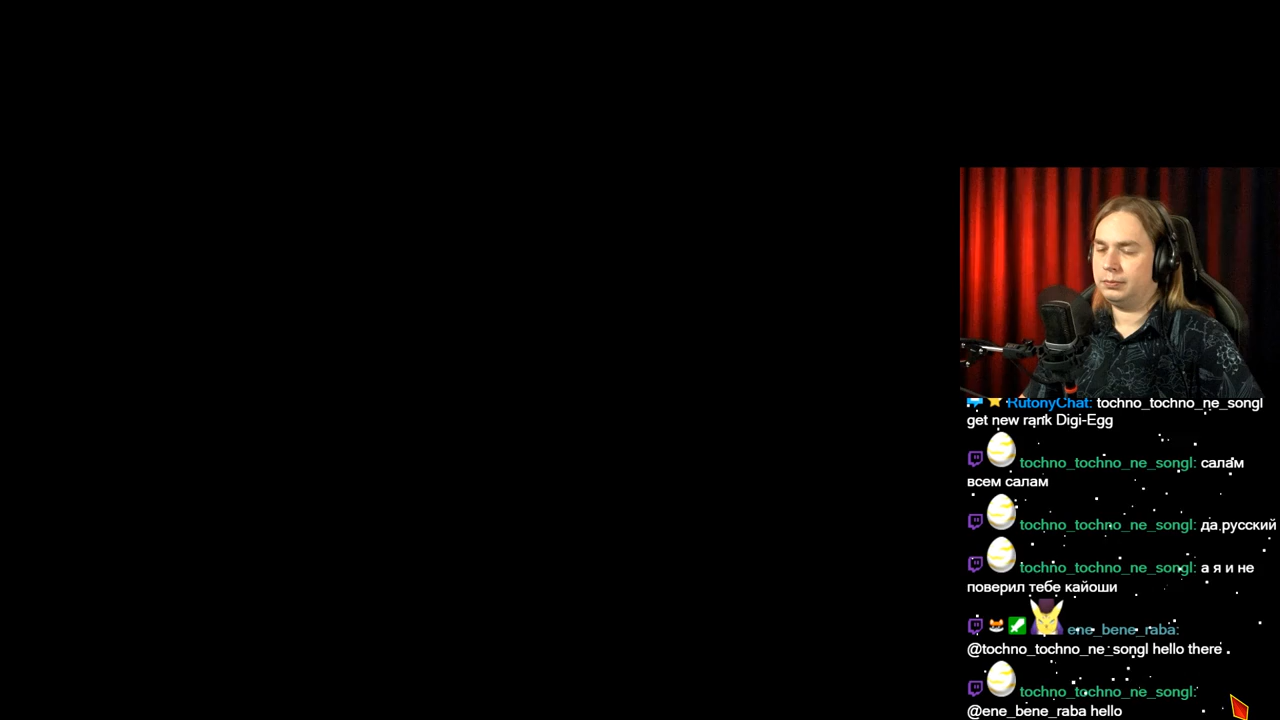 RutonyChat: tochno_tochno_ne_songl
get new rank Digi-Egg
tochno_tochno_ne_songl: салам
всем салам
tochno_tochno_ne_songl: да русский
tochno_tochno_ne_songl: а я и не
поверил тебе кайоши
ene_bene_raba:
@tochno_tochno_ne_songl hello there
tochno_tochno_ne_songl:
@ene_bene_raba hello